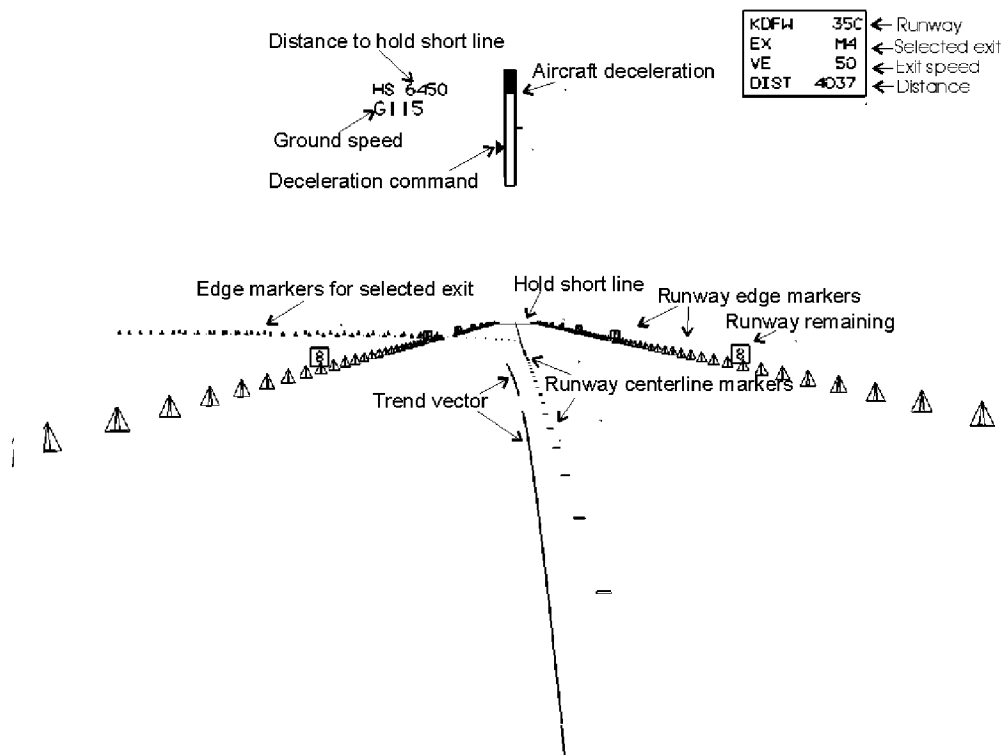 Distance to hold short line
HS 6450
G115
Ground speed
Deceleration command
Aircraft deceleration
KDFW 35C Runway
EX M4 Selected exit
VE 50 Exit speed
DIST 4037 Distance
Edge markers for selected exit
Hold short line
Runway edge markers
Runway remaining
8
8
Runway centerline markers
Trend vector